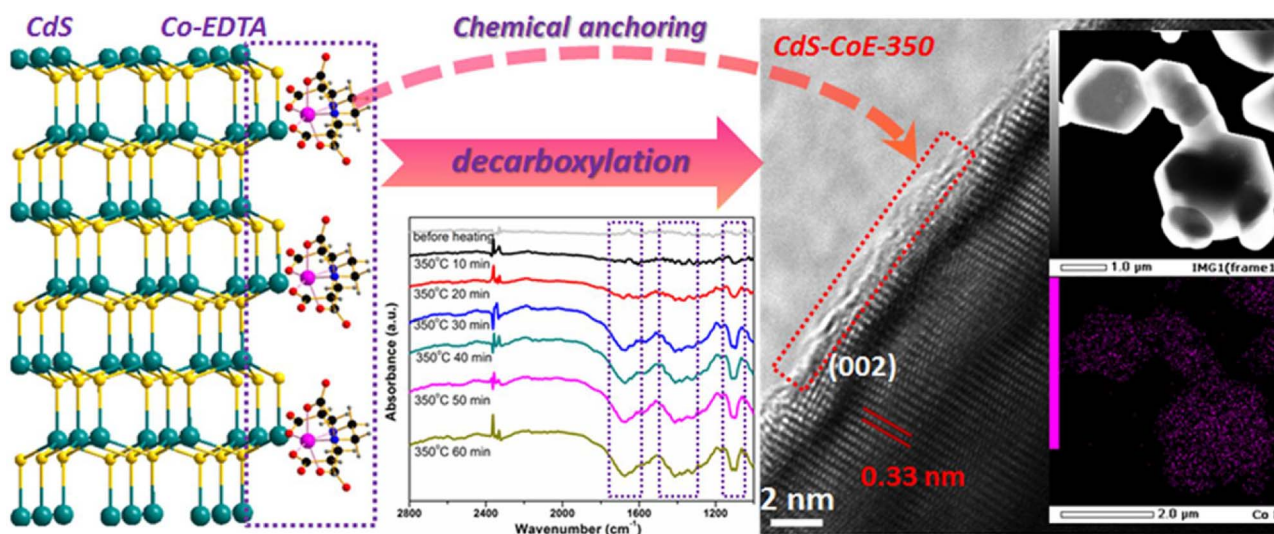 CdS
Co-EDTA
Chemical anchoring
decarboxylation
before heating
350°C 10 min
350°C 20 min
350°C 30 min
350°C 40 min
350°C 50 min
350°C 60 min
Absorbance (a.u.)
2800 2400 2000 1600 1200
Wavenumber (cm⁻¹)
CdS-CoE-350
(002)
0.33 nm
2 nm
1.0 µm IMG1(frame1
2.0 µm Co